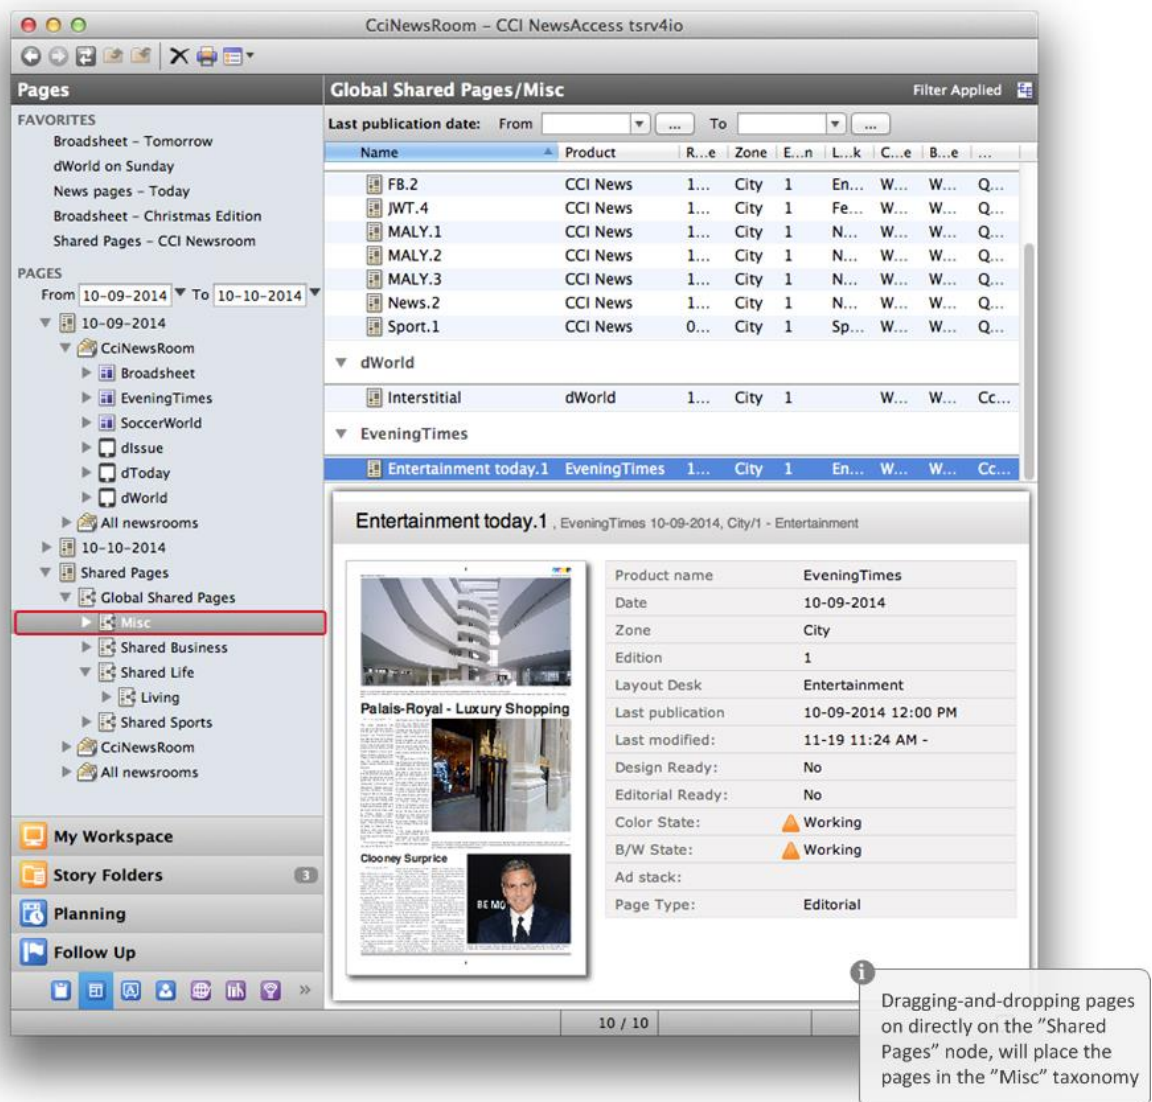 CciNewsRoom – CCI NewsAccess tsrv4io
Pages
FAVORITES
Broadsheet – Tomorrow
dWorld on Sunday
News pages – Today
Broadsheet – Christmas Edition
Shared Pages – CCI Newsroom
PAGES
From 10-09-2014 To 10-10-2014
10-09-2014
CciNewsRoom
Broadsheet
EveningTimes
SoccerWorld
dIssue
dToday
dWorld
All newsrooms
10-10-2014
Shared Pages
Global Shared Pages
Misc
Shared Business
Shared Life
Living
Shared Sports
CciNewsRoom
All newsrooms
My Workspace
Story Folders 3
Planning
Follow Up
Global Shared Pages/Misc Filter Applied
Last publication date: From ... To ...
Name Product R...e Zone E...n L...k C...e B...e ...
FB.2 CCI News 1... City 1 En... W... W... Q...
JWT.4 CCI News 1... City 1 Fe... W... W... Q...
MALY.1 CCI News 1... City 1 N... W... W... Q...
MALY.2 CCI News 1... City 1 N... W... W... Q...
MALY.3 CCI News 1... City 1 N... W... W... Q...
News.2 CCI News 1... City 1 N... W... W... Q...
Sport.1 CCI News 0... City 1 Sp... W... W... Q...
dWorld
Interstitial dWorld 1... City 1 W... W... Cc...
EveningTimes
Entertainment today.1 EveningTimes 1... City 1 En... W... W... Cc...
Entertainment today.1 , EveningTimes 10-09-2014, City/1 - Entertainment
Palais-Royal - Luxury Shopping
Clooney Surprice
BE MO
Product name EveningTimes
Date 10-09-2014
Zone City
Edition 1
Layout Desk Entertainment
Last publication 10-09-2014 12:00 PM
Last modified: 11-19 11:24 AM -
Design Ready: No
Editorial Ready: No
Color State: Working
B/W State: Working
Ad stack:
Page Type: Editorial
10 / 10
Dragging-and-dropping pages
on directly on the ”Shared
Pages” node, will place the
pages in the ”Misc” taxonomy